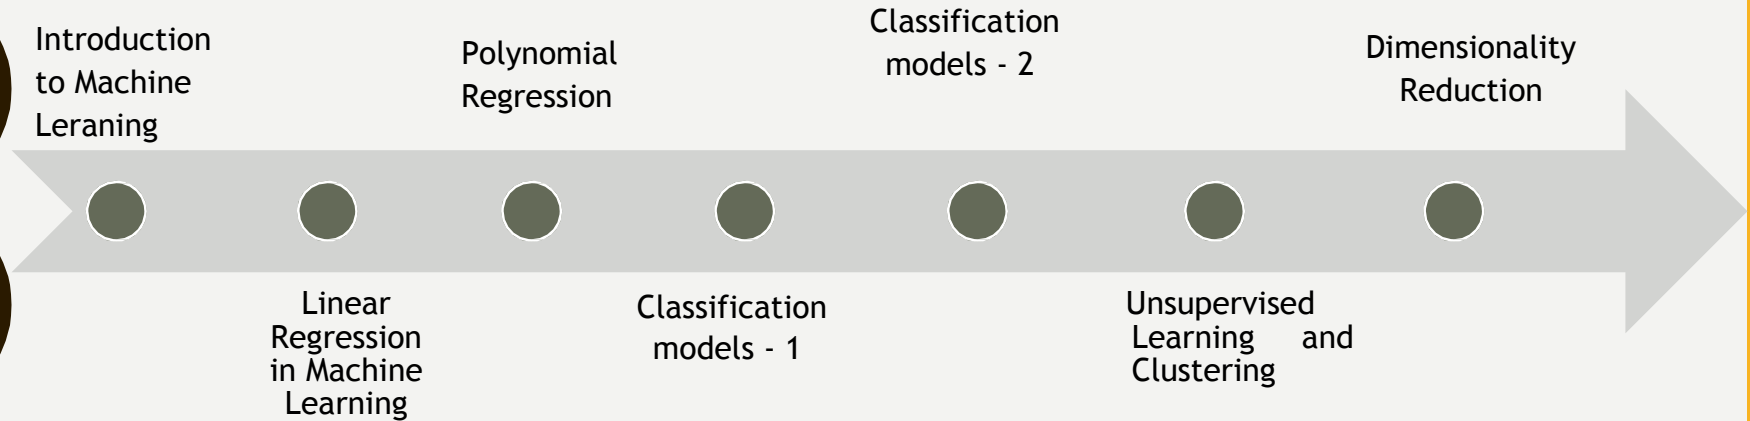 Introduction
to Machine
Leraning
Linear
Regression
in Machine
Learning
Polynomial
Regression
Classification
models - 1
Classification
models - 2
Unsupervised
Learning and
Clustering
Dimensionality
Reduction